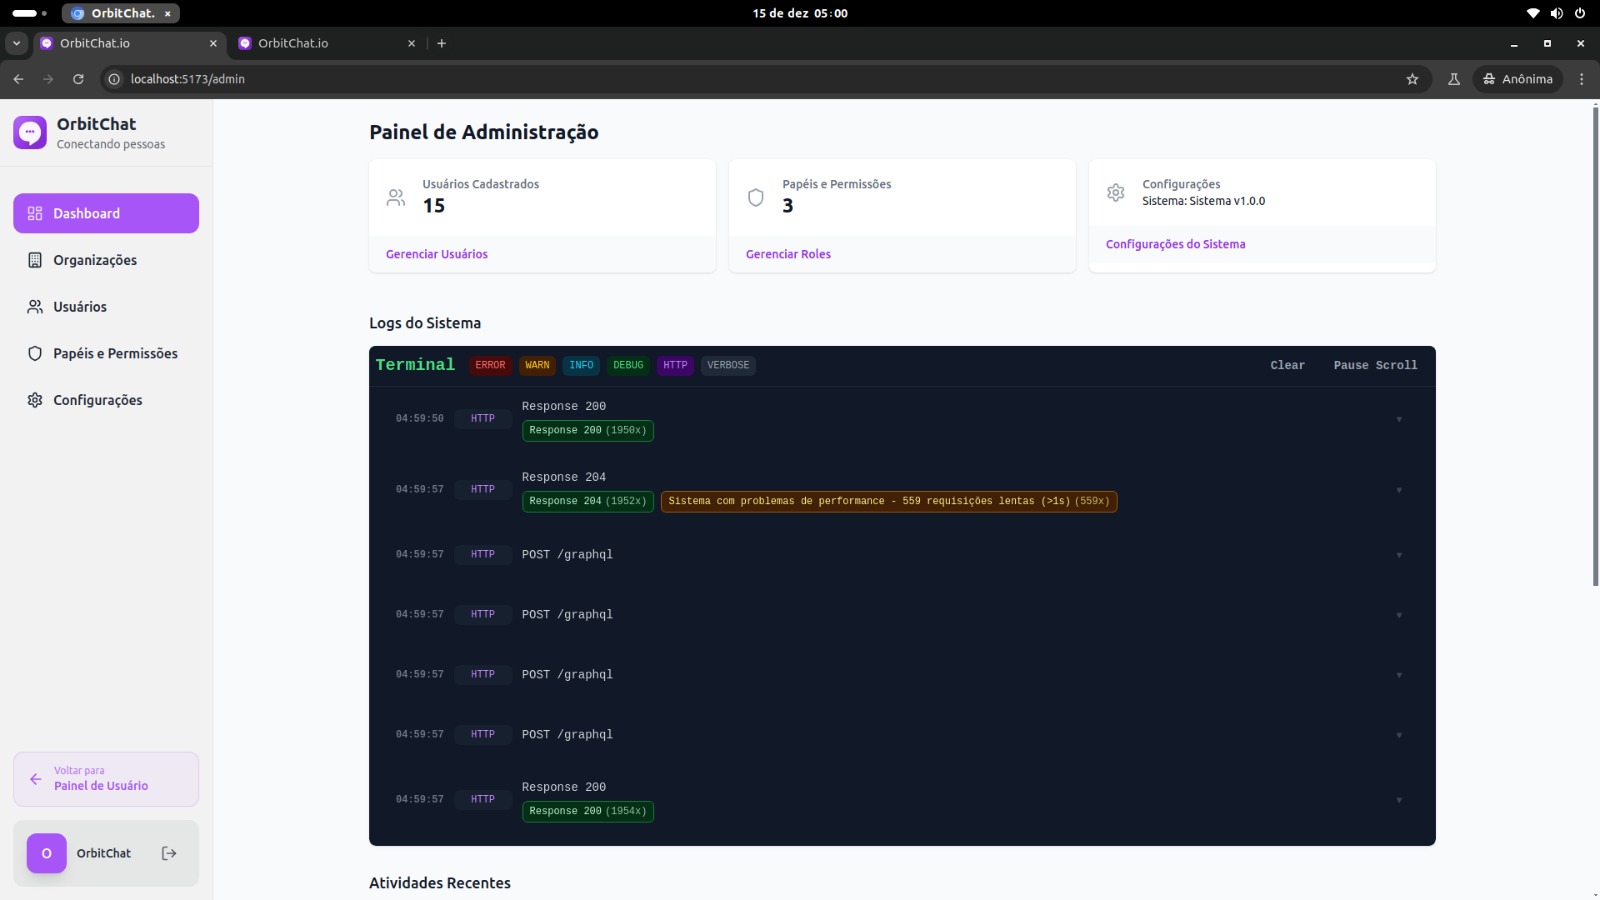 OrbitChat.
15 de dez 05:00
OrbitChat.io
OrbitChat.io
localhost:5173/admin
Anônima
OrbitChat
Conectando pessoas
Dashboard
Organizações
Usuários
Papéis e Permissões
Configurações
Voltar para
Painel de Usuário
O
OrbitChat
Painel de Administração
Usuários Cadastrados
15
Gerenciar Usuários
Papéis e Permissões
3
Gerenciar Roles
Configurações
Sistema: Sistema v1.0.0
Configurações do Sistema
Logs do Sistema
Terminal ERROR WARN INFO DEBUG HTTP VERBOSE Clear Pause Scroll
04:59:50 HTTP Response 200
Response 200 (1950x)
04:59:57 HTTP Response 204
Response 204 (1952x) Sistema com problemas de performance - 559 requisições lentas (>1s) (559x)
04:59:57 HTTP POST /graphql
04:59:57 HTTP POST /graphql
04:59:57 HTTP POST /graphql
04:59:57 HTTP POST /graphql
04:59:57 HTTP Response 200
Response 200 (1954x)
Atividades Recentes